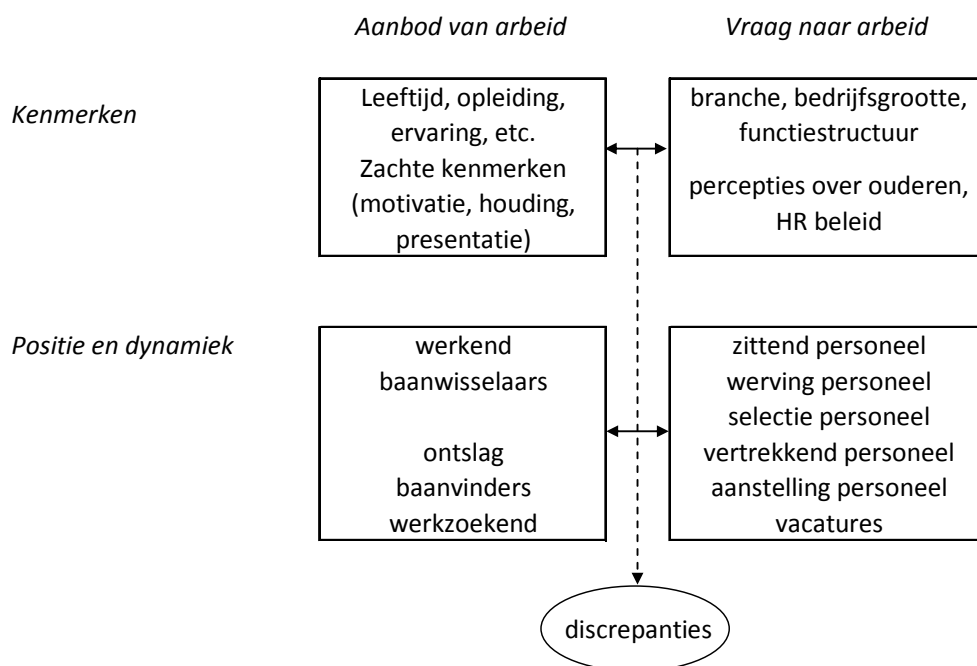 Aanbod van arbeid
Vraag naar arbeid
Kenmerken
Leeftijd, opleiding,
ervaring, etc.
Zachte kenmerken
(motivatie, houding,
presentatie)
branche, bedrijfsgrootte,
functiestructuur
percepties over ouderen,
HR beleid
Positie en dynamiek
werkend
baanwisselaars
ontslag
baanvinders
werkzoekend
zittend personeel
werving personeel
selectie personeel
vertrekkend personeel
aanstelling personeel
vacatures
discrepanties